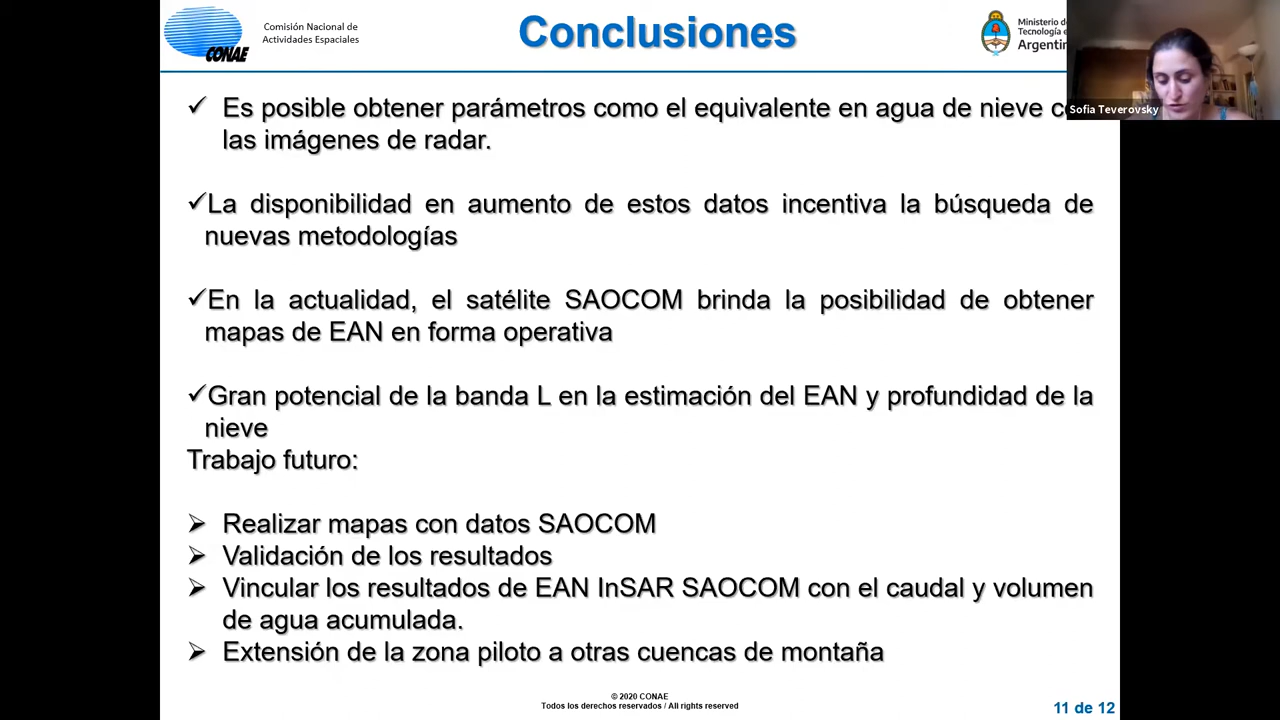 CONAE
Comisión Nacional de
Actividades Espaciales
Conclusiones
Ministerio de
Tecnología e
Argentin
Sofia Teverovsky
✓ Es posible obtener parámetros como el equivalente en agua de nieve
las imágenes de radar.
✓La disponibilidad en aumento de estos datos incentiva la búsqueda de
nuevas metodologías
✓En la actualidad, el satélite SAOCOM brinda la posibilidad de obtener
mapas de EAN en forma operativa
✓Gran potencial de la banda L en la estimación del EAN y profundidad de la
nieve
Trabajo futuro:
➢ Realizar mapas con datos SAOCOM
➢ Validación de los resultados
➢ Vincular los resultados de EAN InSAR SAOCOM con el caudal y volumen
de agua acumulada.
➢ Extensión de la zona piloto a otras cuencas de montaña
© 2020 CONAE
Todos los derechos reservados / All rights reserved
11 de 12